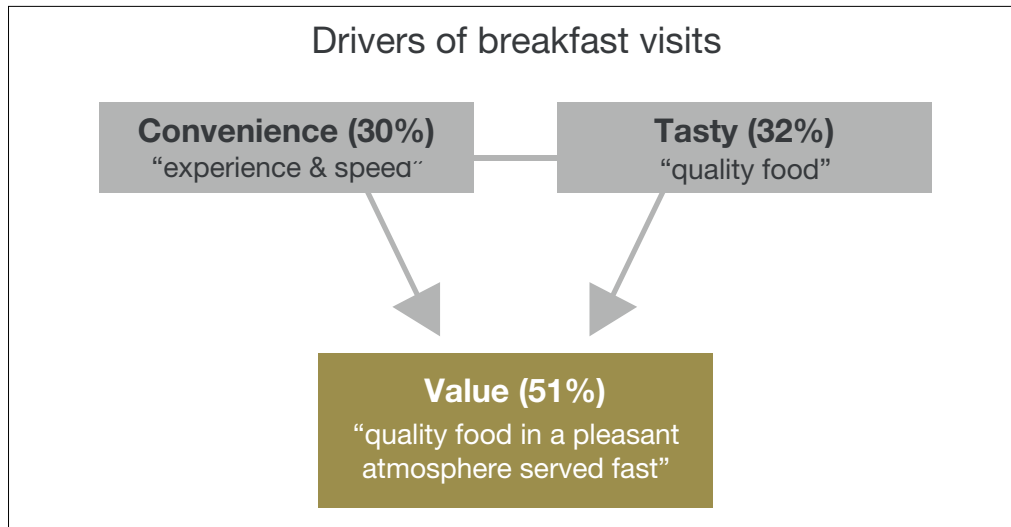 Drivers of breakfast visits
Convenience (30%)
“experience & speed”
Tasty (32%)
“quality food”
Value (51%)
“quality food in a pleasant
atmosphere served fast”